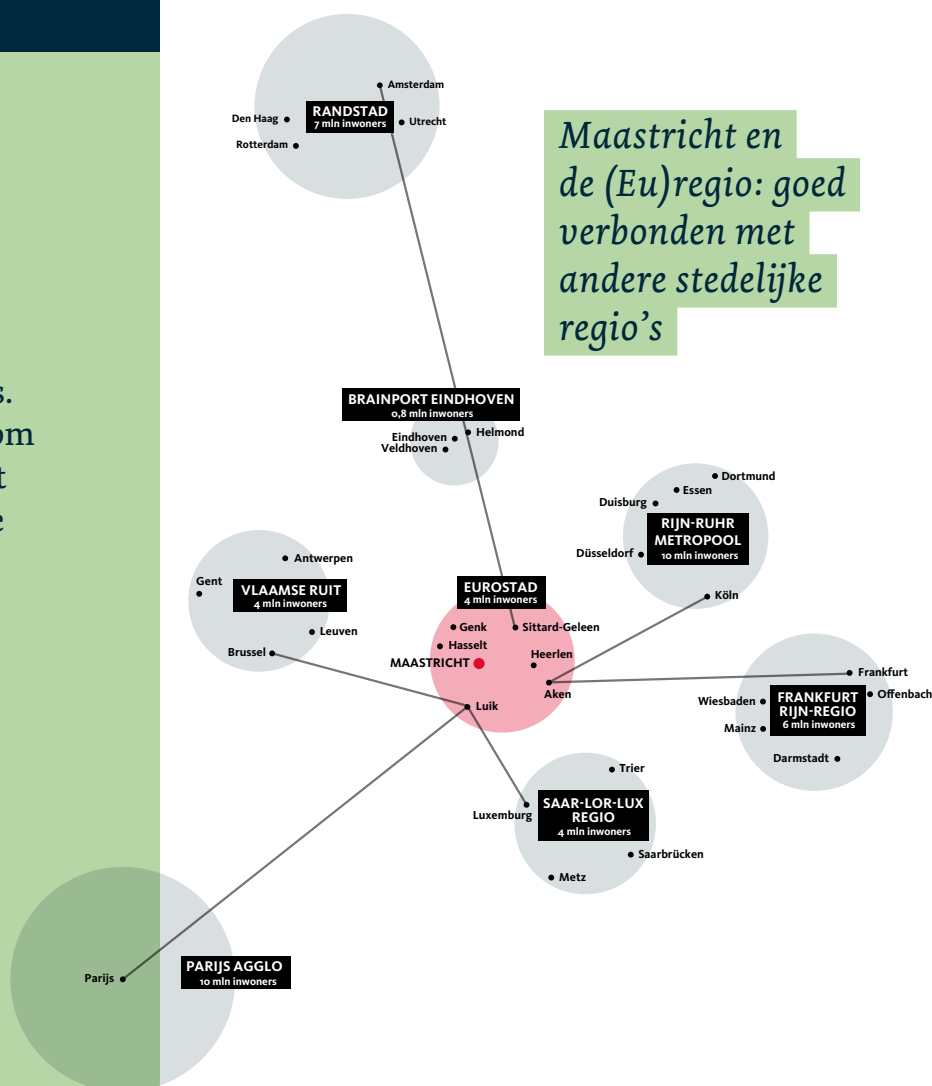 Amsterdam
RANDSTAD
7 mln inwoners
Den Haag
Utrecht
Rotterdam
Maastricht en
de (Eu)regio: goed
verbonden met
andere stedelijke
regio's
s.
om
t
e
BRAINPORT EINDHOVEN
0,8 mln inwoners
Helmond
Eindhoven
Veldhoven
Dortmund
Essen
Duisburg
RIJN-RUHR
METROPOOL
10 mln inwoners
Düsseldorf
Köln
Antwerpen
Gent
VLAAMSE RUIT
4 mln inwoners
Leuven
Brussel
EUROSTAD
4 mln inwoners
Genk
Sittard-Geleen
Hasselt
Heerlen
MAASTRICHT
Aken
Luik
Frankfurt
Offenbach
Wiesbaden
FRANKFURT
RIJN-REGIO
6 mln inwoners
Mainz
Darmstadt
Trier
SAAR-LOR-LUX
REGIO
4 mln inwoners
Luxemburg
Saarbrücken
Metz
PARIJS AGGLO
10 mln inwoners
Parijs